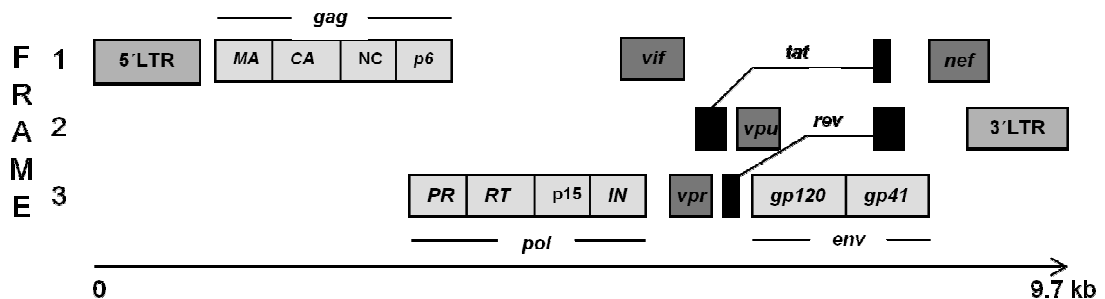 gag
FRAME
1
5´LTR MA CA NC p6 vif tat nef
2
vpu rev 3´LTR
3
PR RT p15 IN vpr gp120 gp41
pol env
0 9.7 kb